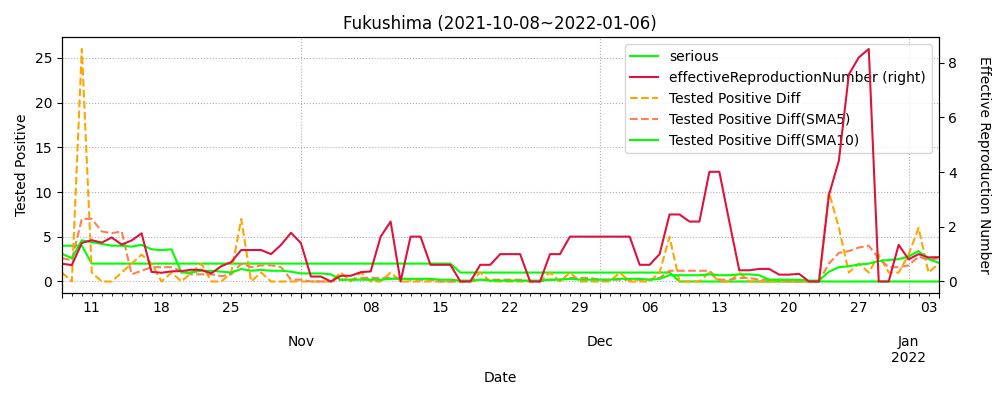 Fukushima (2021-10-08~2022-01-06)
Tested Positive
25
20
15
10
5
0
8
6
4
2
0
Effective Reproduction Number
serious
effectiveReproductionNumber (right)
Tested Positive Diff
Tested Positive Diff(SMA5)
Tested Positive Diff(SMA10)
11 18 25 08 15 22 29 06 13 20 27 03
Nov Dec Jan
2022
Date